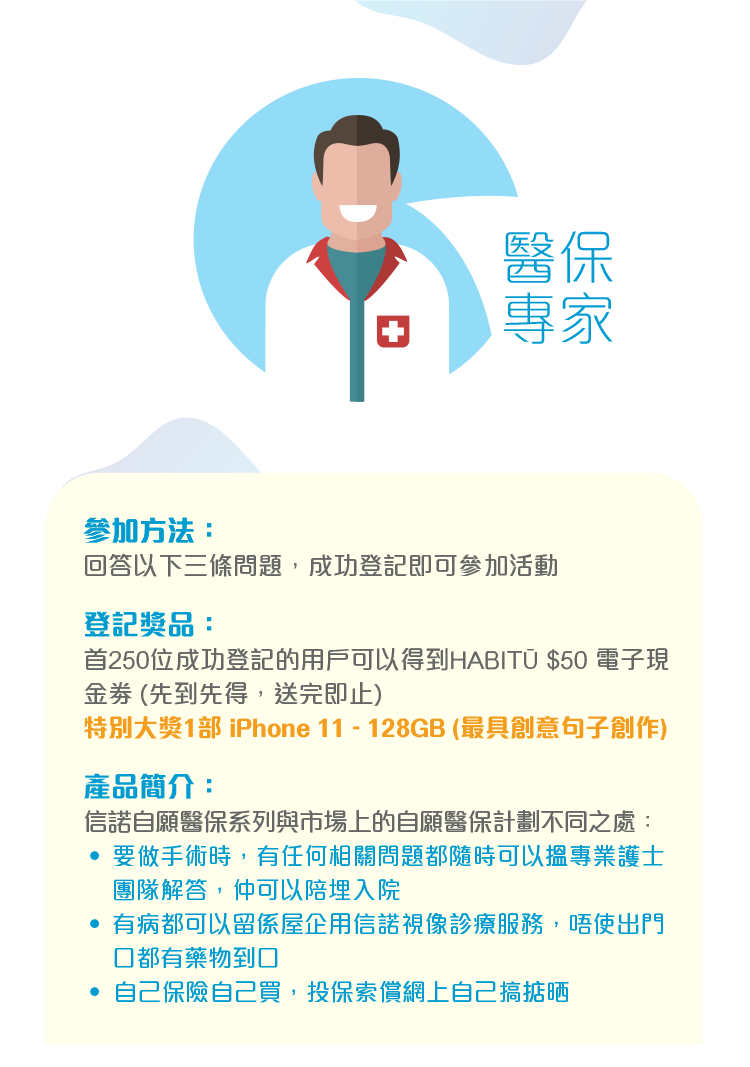 醫保
專家
參加方法：
回答以下三條問題，成功登記即可參加活動
登記獎品：
首250位成功登記的用戶可以得到HABITŪ $50 電子現
金券 (先到先得，送完即止)
特別大獎1部 iPhone 11 - 128GB (最具創意句子創作)
產品簡介：
信諾自願醫保系列與市場上的自願醫保計劃不同之處：
• 要做手術時，有任何相關問題都隨時可以搵專業護士
團隊解答，仲可以陪埋入院
• 有病都可以留係屋企用信諾視像診療服務，唔使出門
口都有藥物到口
• 自己保險自己買，投保索償網上自己搞掂晒